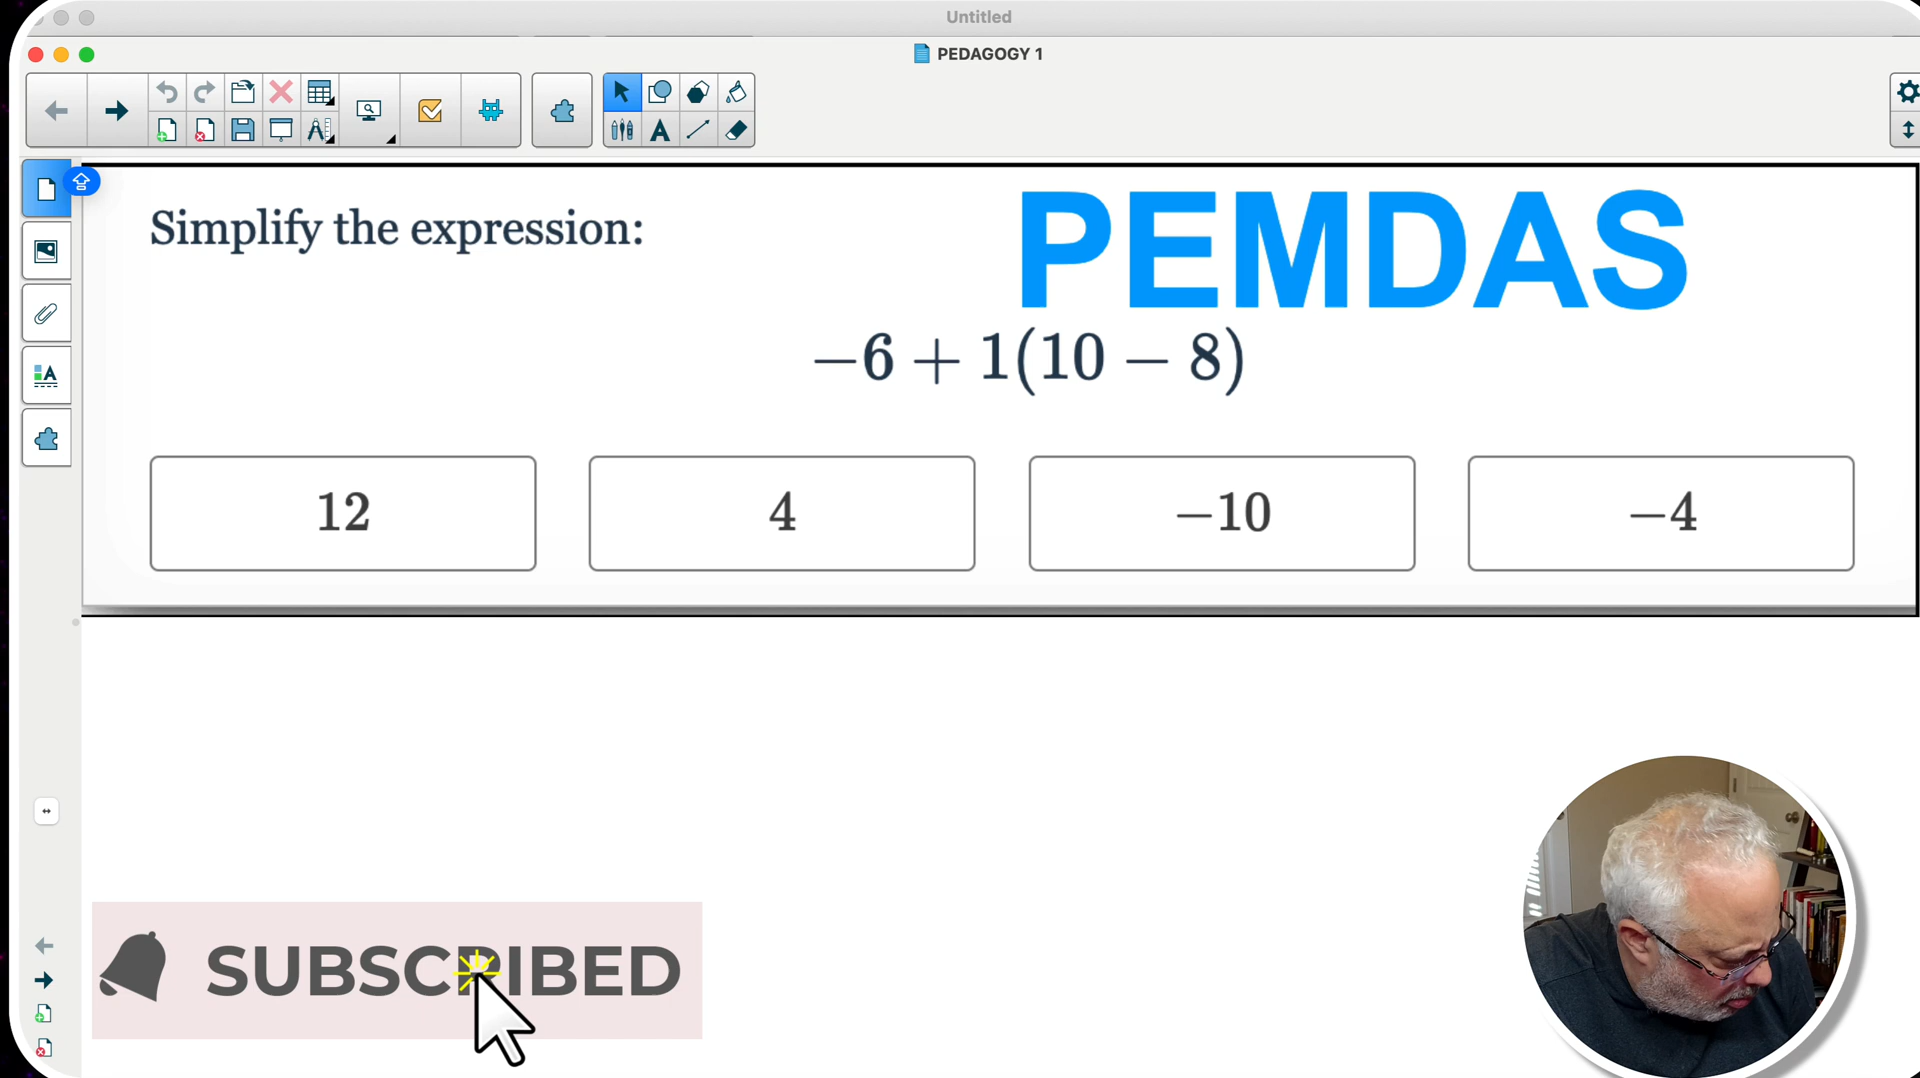 Untitled
PEDAGOGY 1
Simplify the expression:
PEMDAS
−6 + 1(10 − 8)
12
4
−10
−4
SUBSCRIBED